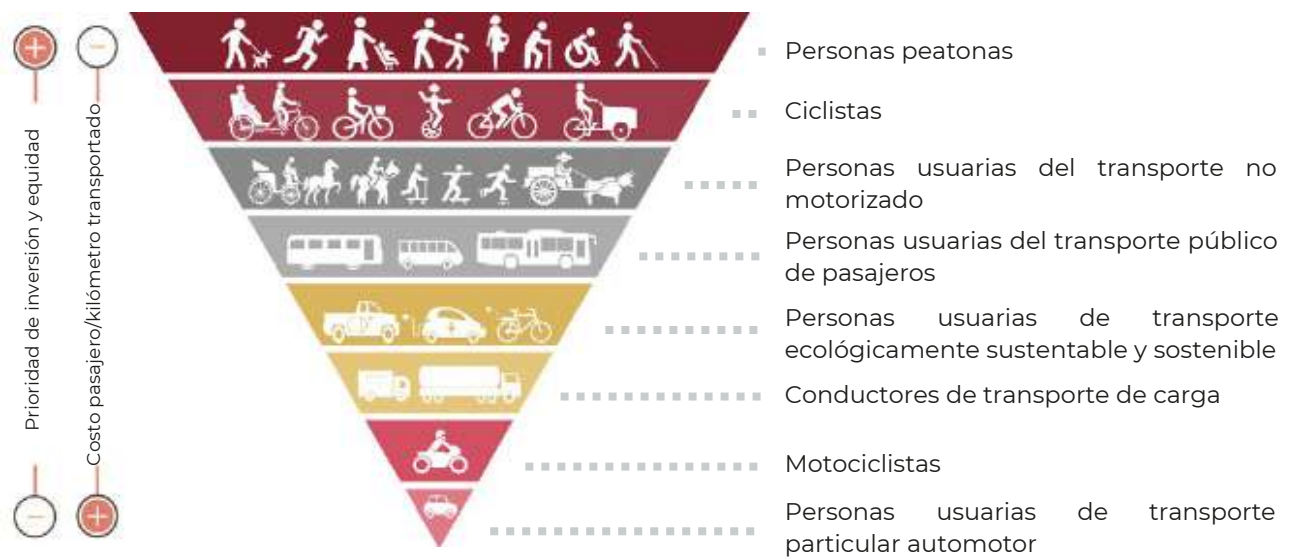 Prioridad de inversión y equidad
Costo pasajero/kilómetro transportado
Personas peatonas
Ciclistas
Personas usuarias del transporte no
motorizado
Personas usuarias del transporte público
de pasajeros
Personas usuarias de transporte
ecológicamente sustentable y sostenible
Conductores de transporte de carga
Motociclistas
Personas usuarias de transporte
particular automotor